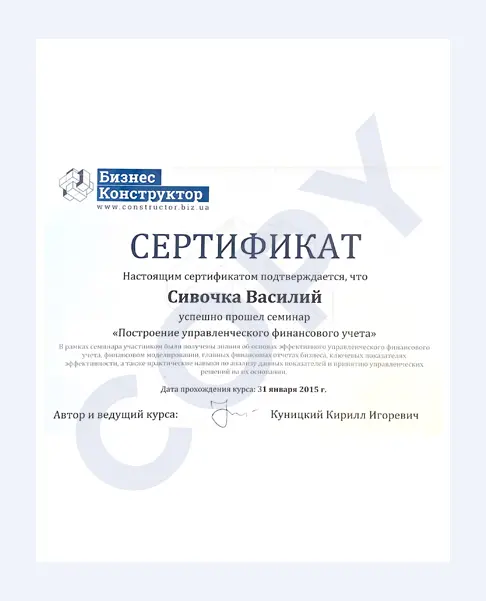 Бизнес
Конструктор
www.constructor.biz.ua
СЕРТИФИКАТ
Настоящим сертификатом подтверждается, что
Сивочка Василий
успешно прошел семинар
«Построение управленческого финансового учета»
В рамках семинара участником были получены знания об основах эффективного управленческого финансового
учета, финансовом моделировании, главных финансовых отчетах бизнеса, ключевых показателях
эффективности, а также практические навыки по анализу данных показателей и принятию управленческих
решений на их основании.
Дата прохождения курса: 31 января 2015 г.
Автор и ведущий курса: Куницкий Кирилл Игоревич
COPY